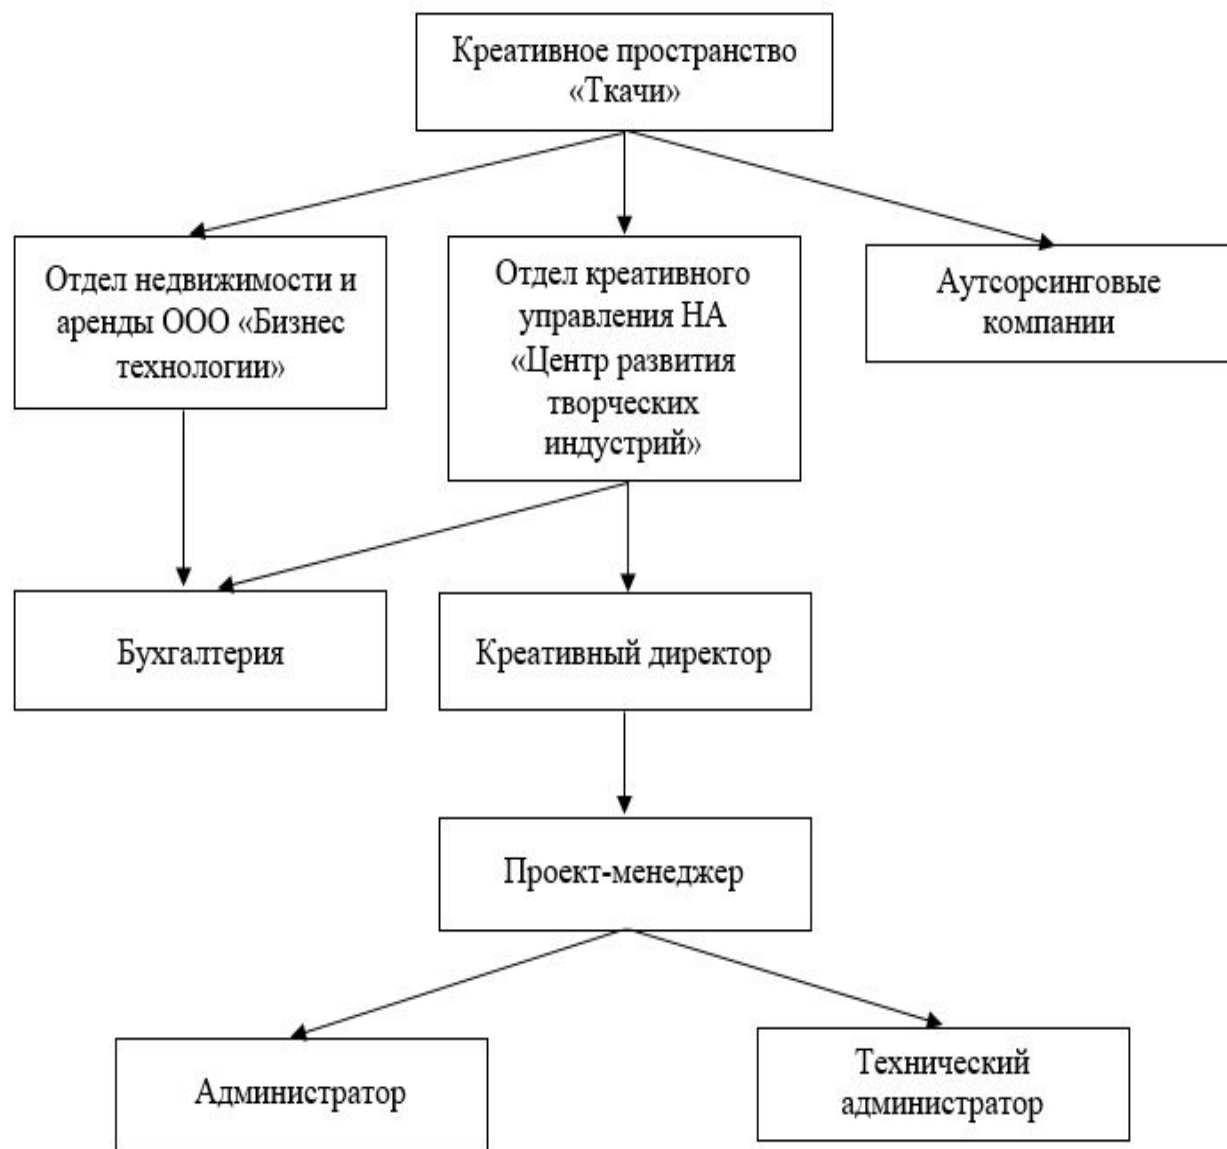 Креативное пространство
«Ткачи»
Отдел недвижимости и
аренды ООО «Бизнес
технологии»
Отдел креативного
управления НА
«Центр развития
творческих
индустрий»
Аутсорсинговые
компании
Бухгалтерия
Креативный директор
Проект-менеджер
Администратор
Технический
администратор